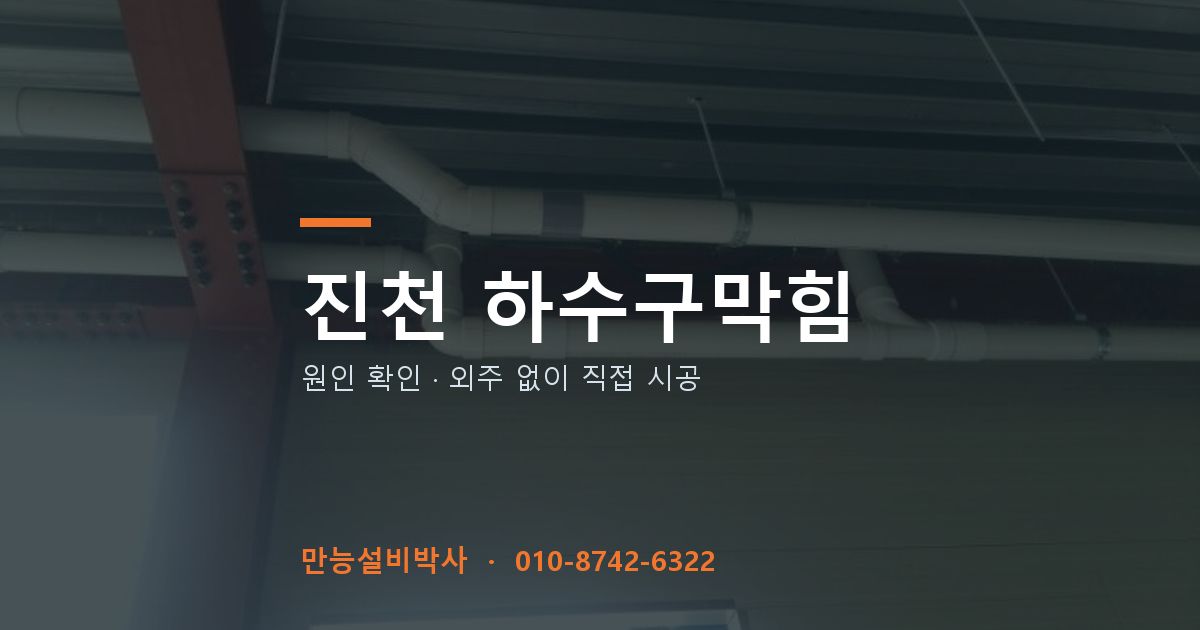 진천 하수구막힘
원인 확인 · 외주 없이 직접 시공
만능설비박사 · 010-8742-6322